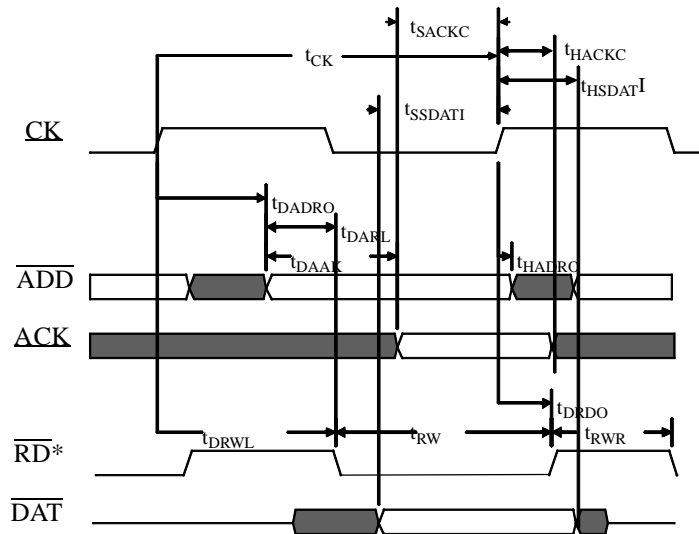 tSACKC
tCK
tHACKC
tHSDATI
tSSDATI
CK
tDADRO
tDARL
tDAAK
tHADRO
ADD
ACK
tDRDO
tDRWL
tRW
tRWR
RD*
DAT